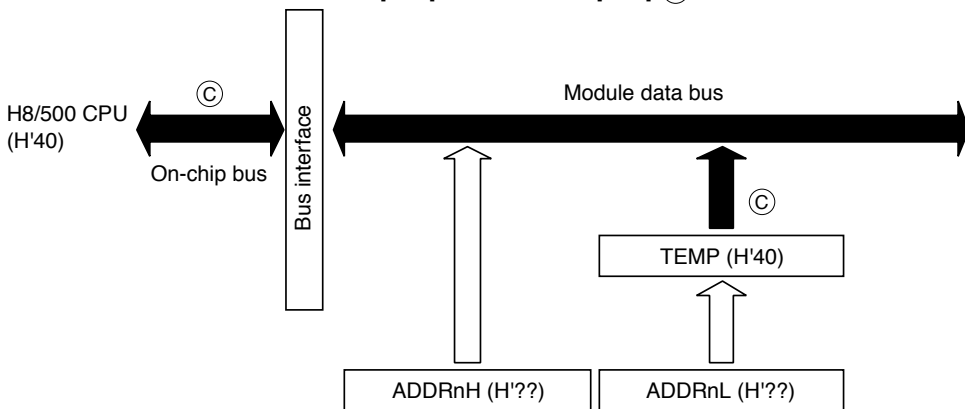 Ⓒ
H8/500 CPU
(H'40)
Ⓒ
On-chip bus
Bus interface
Module data bus
Ⓒ
TEMP (H'40)
ADDRnH (H'??)
ADDRnL (H'??)